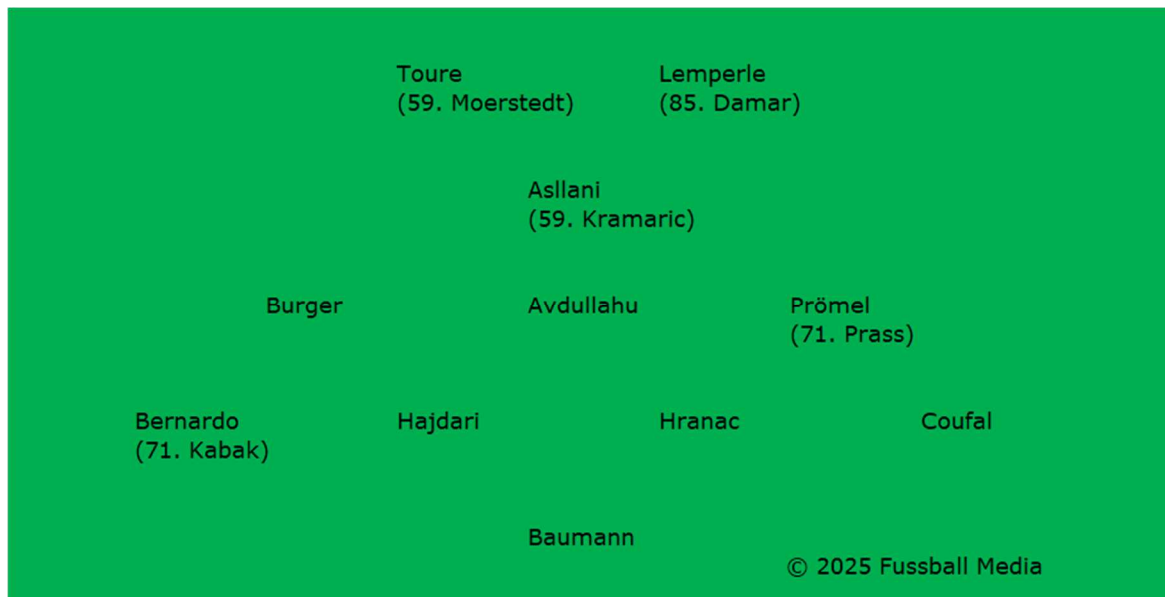 Toure Lemperle
(59. Moerstedt) (85. Damar)
Asllani
(59. Kramaric)
Burger Avdullahu Prömel
(71. Prass)
Bernardo Hajdari Hranac Coufal
(71. Kabak)
Baumann
© 2025 Fussball Media